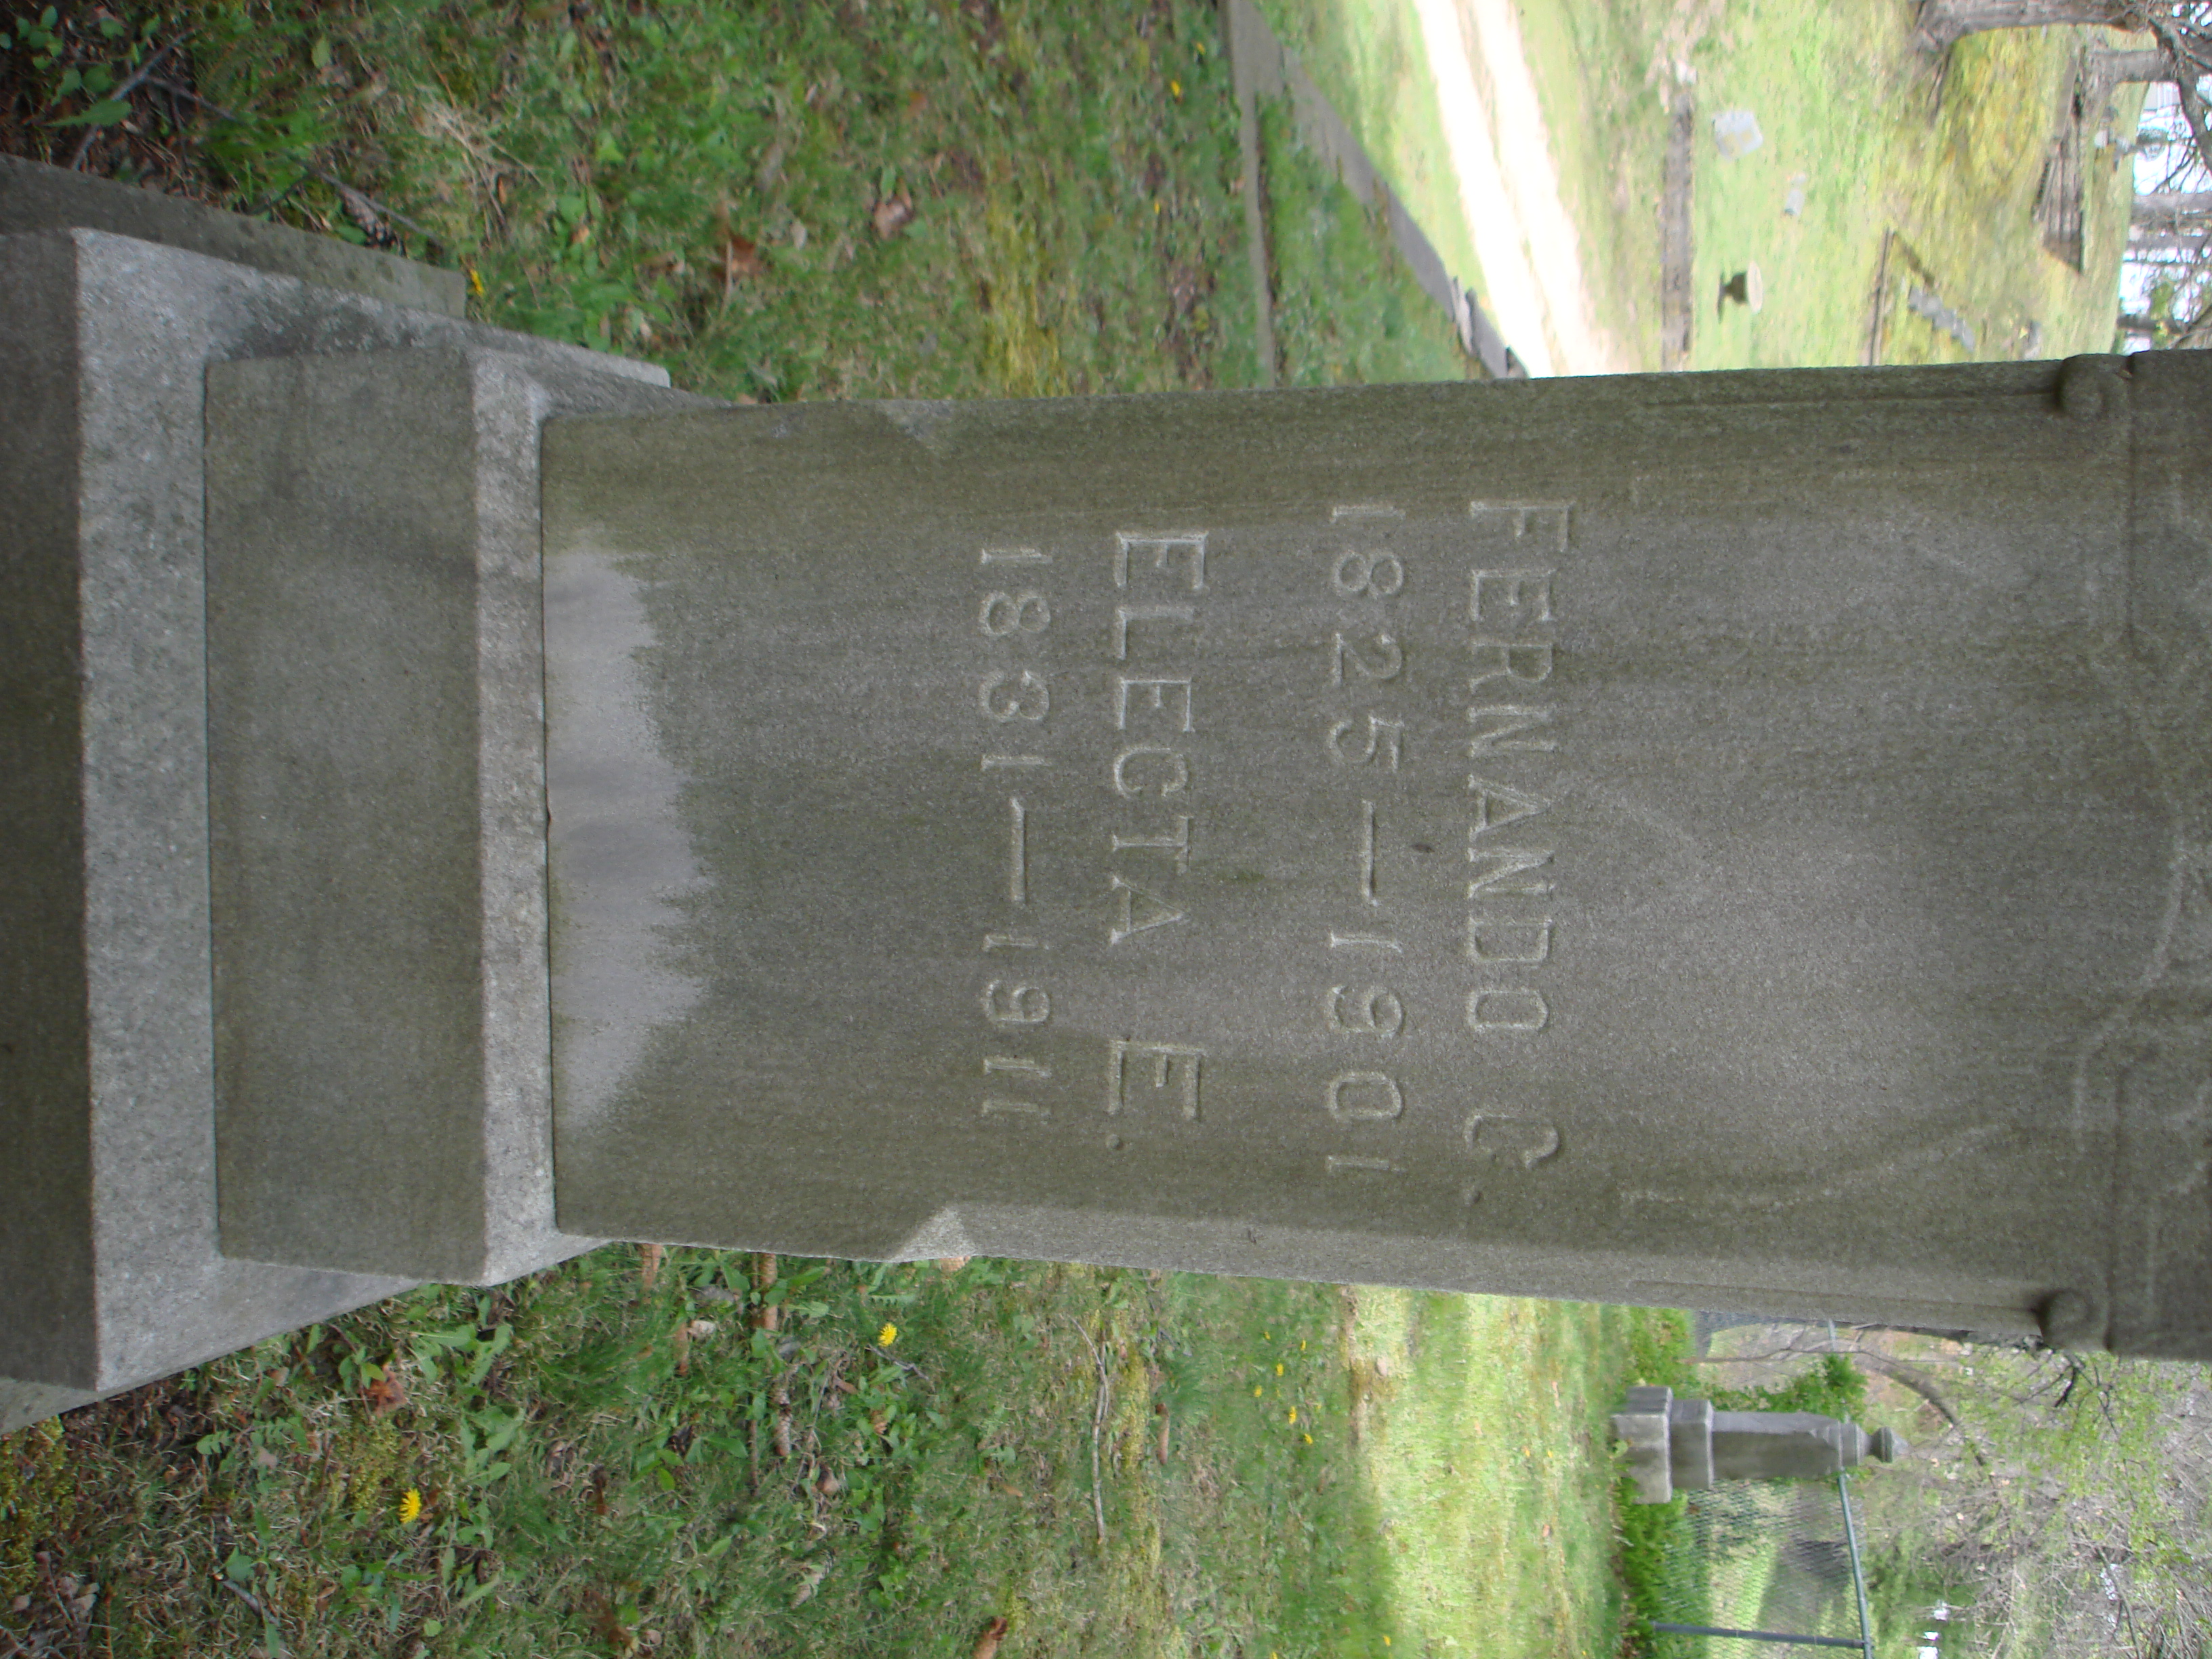 FERNANDO C.
1825—1901
ELECTA E.
1831—1911